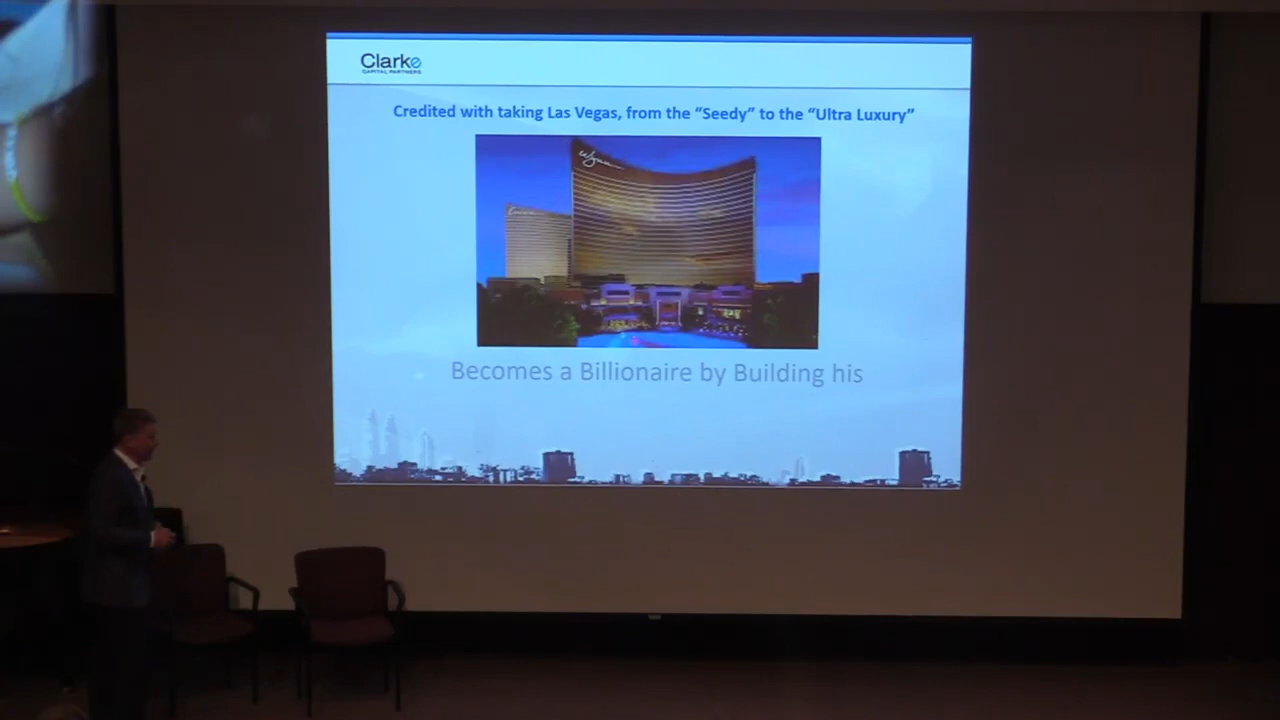 Clarke
CAPITAL PARTNERS
Credited with taking Las Vegas, from the “Seedy” to the “Ultra Luxury”
Wynn
Becomes a Billionaire by Building his